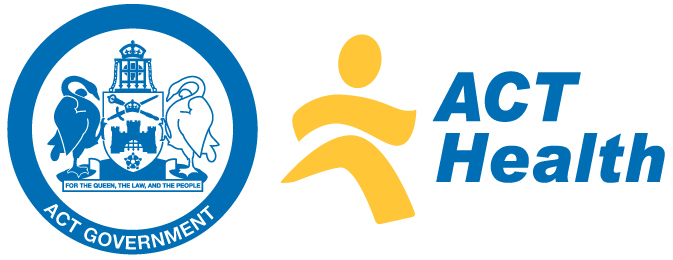 FOR THE QUEEN, THE LAW, AND THE PEOPLE
ACT GOVERNMENT
ACT
Health